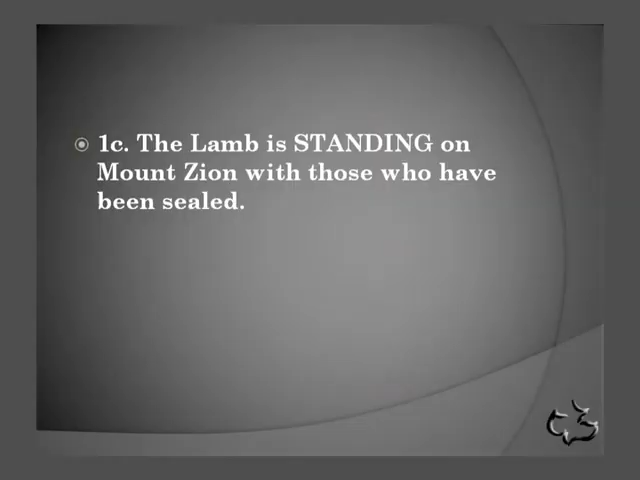 1c. The Lamb is STANDING on
Mount Zion with those who have
been sealed.